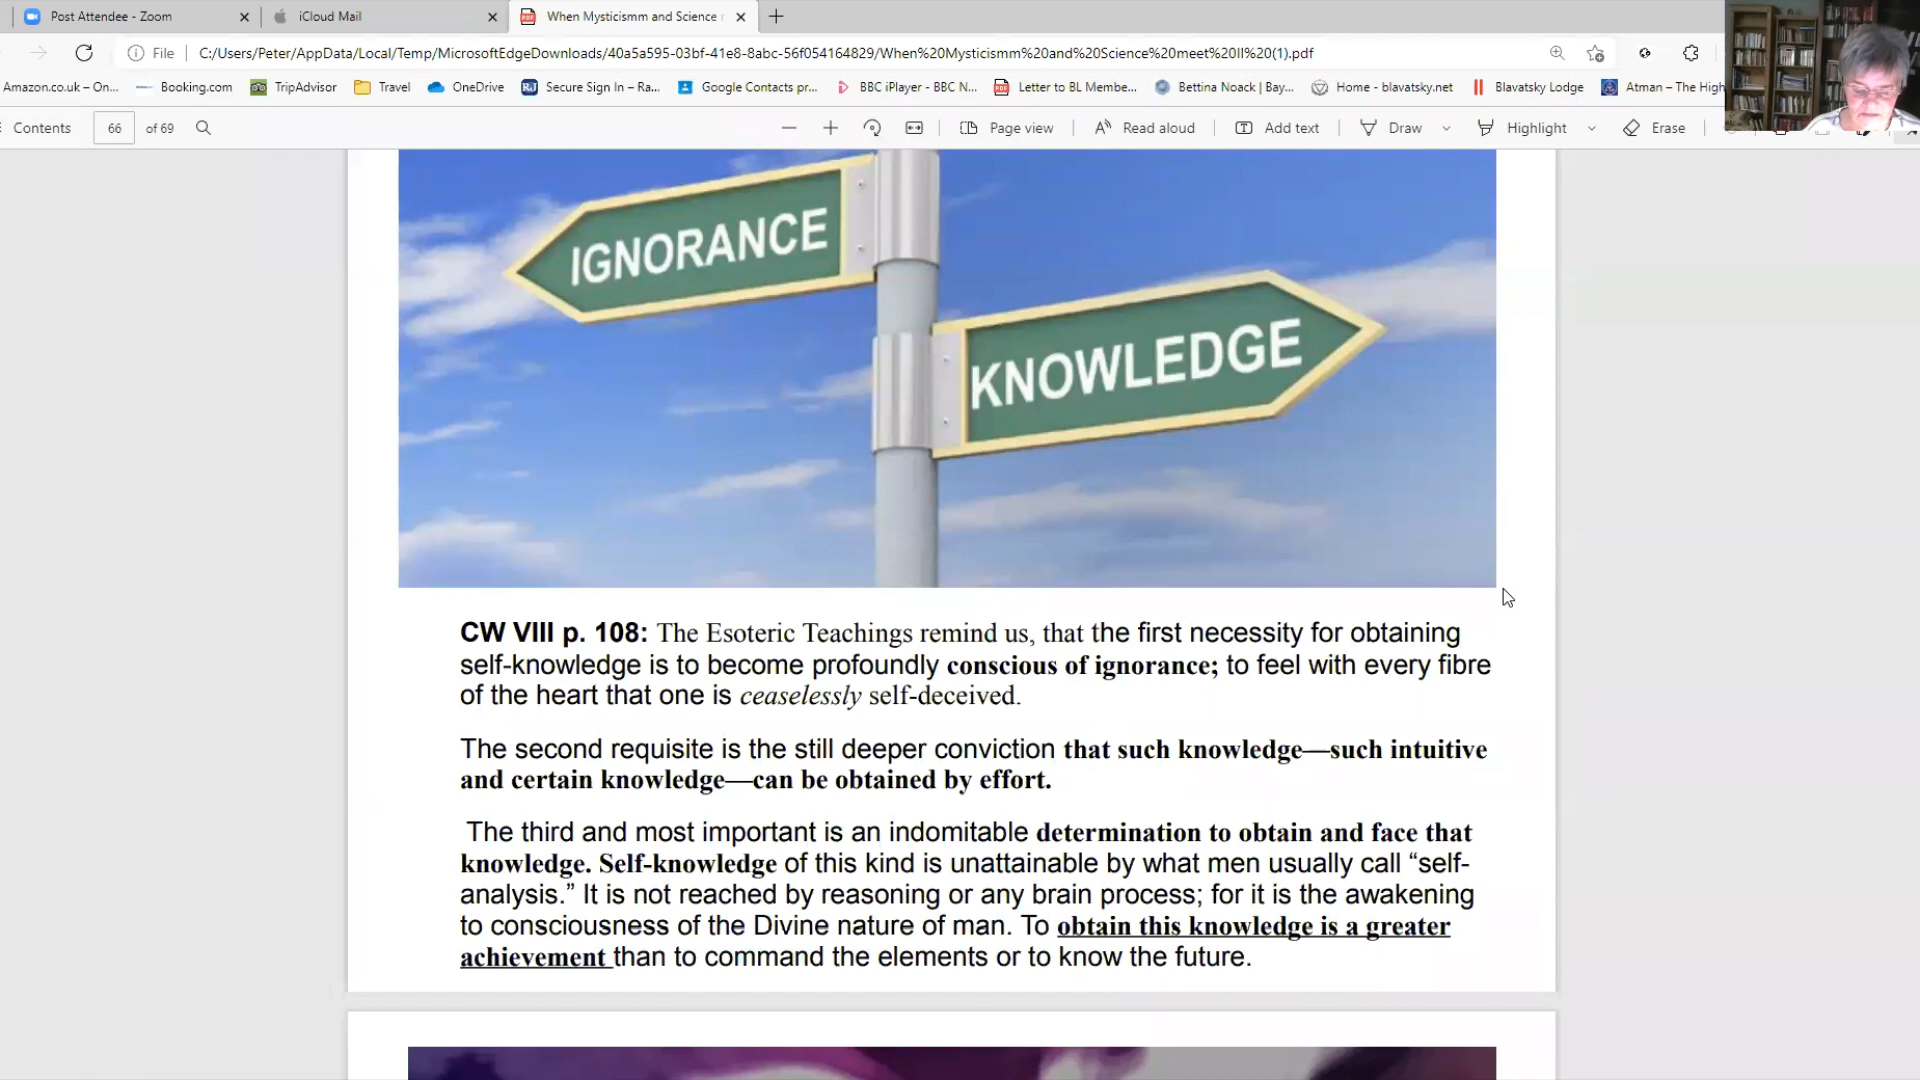 Post Attendee - Zoom
iCloud Mail
When Mysticismm and Science
File C:/Users/Peter/AppData/Local/Temp/MicrosoftEdgeDownloads/40a5a595-03bf-41e8-8abc-56f054164829/When%20Mysticismm%20and%20Science%20meet%20II%20(1).pdf
Amazon.co.uk – On... Booking.com TripAdvisor Travel OneDrive Secure Sign In – Ra... Google Contacts pr... BBC iPlayer - BBC N... Letter to BL Membe... Bettina Noack | Bay... Home - blavatsky.net Blavatsky Lodge Atman – The High
Contents 66 of 69 Page view Read aloud Add text Draw Highlight Erase
IGNORANCE
KNOWLEDGE
CW VIII p. 108: The Esoteric Teachings remind us, that the first necessity for obtaining
self-knowledge is to become profoundly conscious of ignorance; to feel with every fibre
of the heart that one is ceaselessly self-deceived.
The second requisite is the still deeper conviction that such knowledge—such intuitive
and certain knowledge—can be obtained by effort.
The third and most important is an indomitable determination to obtain and face that
knowledge. Self-knowledge of this kind is unattainable by what men usually call “self-
analysis.” It is not reached by reasoning or any brain process; for it is the awakening
to consciousness of the Divine nature of man. To obtain this knowledge is a greater
achievement than to command the elements or to know the future.